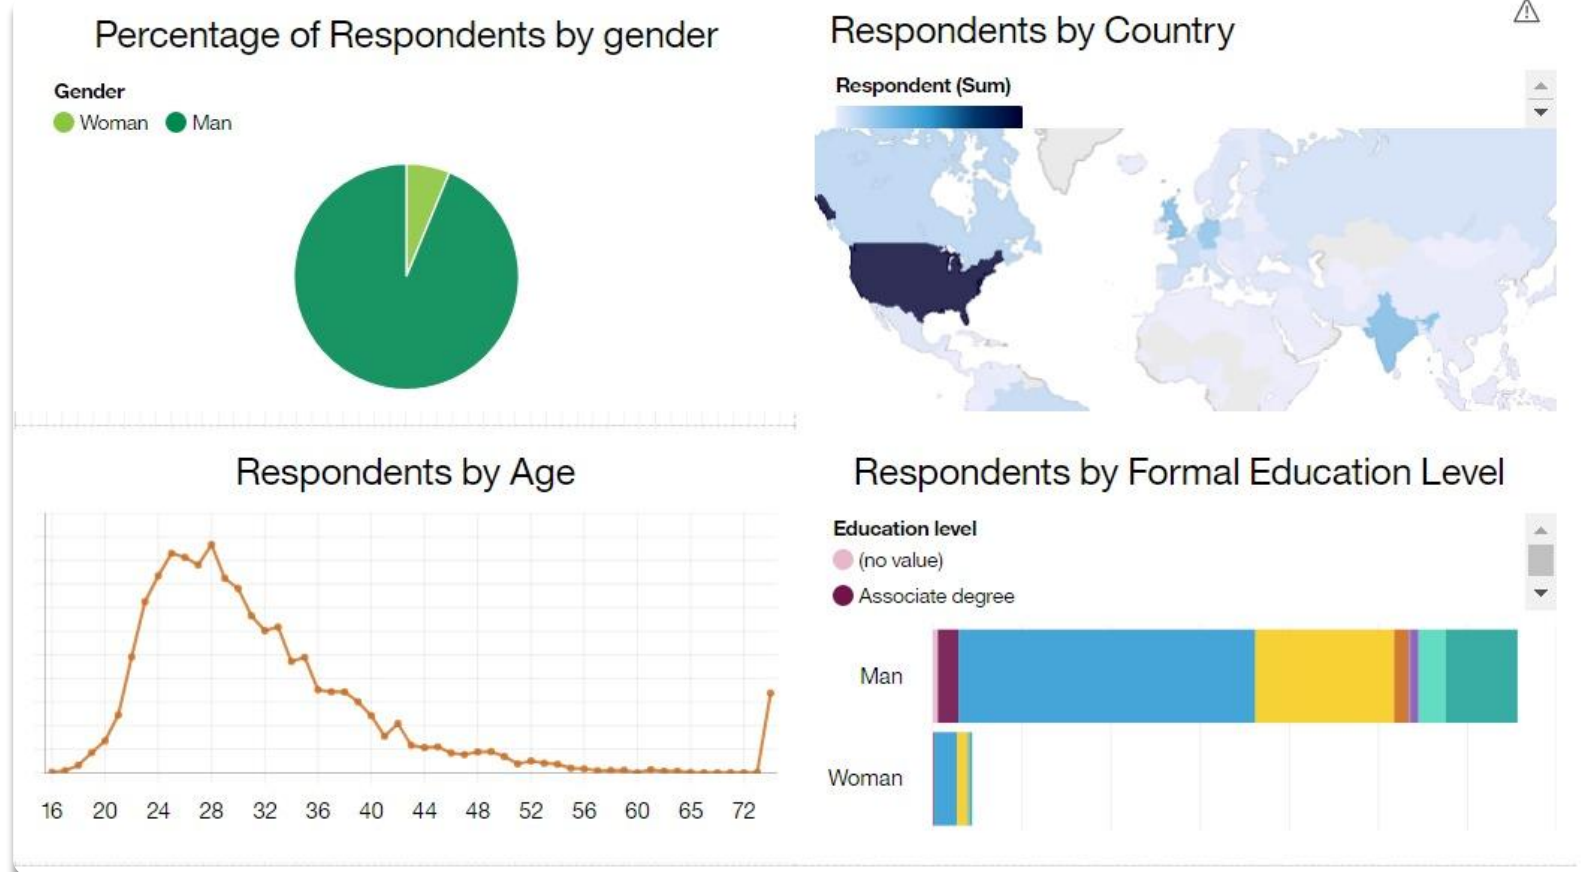 Percentage of Respondents by gender
Gender
Woman Man
Respondents by Country
Respondent (Sum)
Respondents by Age
16 20 24 28 32 36 40 44 48 52 56 60 65 72
Respondents by Formal Education Level
Education level
(no value)
Associate degree
Man
Woman